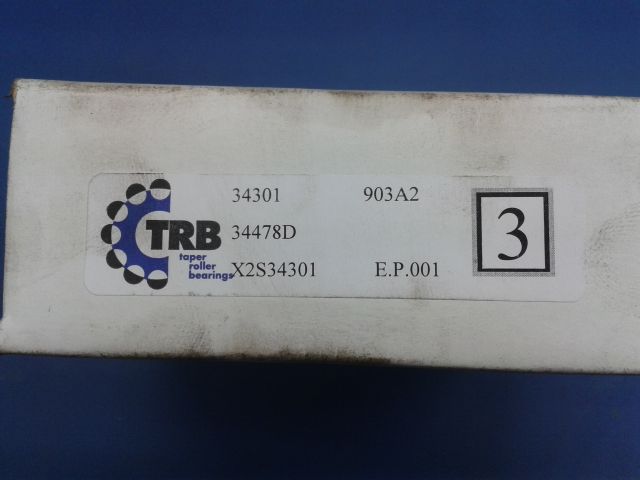 34301 903A2
TRB 34478D
taper
roller
bearings X2S34301 E.P.001
3